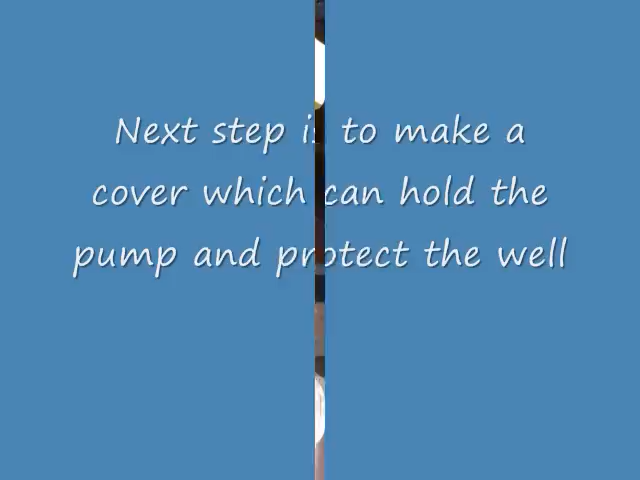 Next step is to make a
cover which can hold the
pump and protect the well